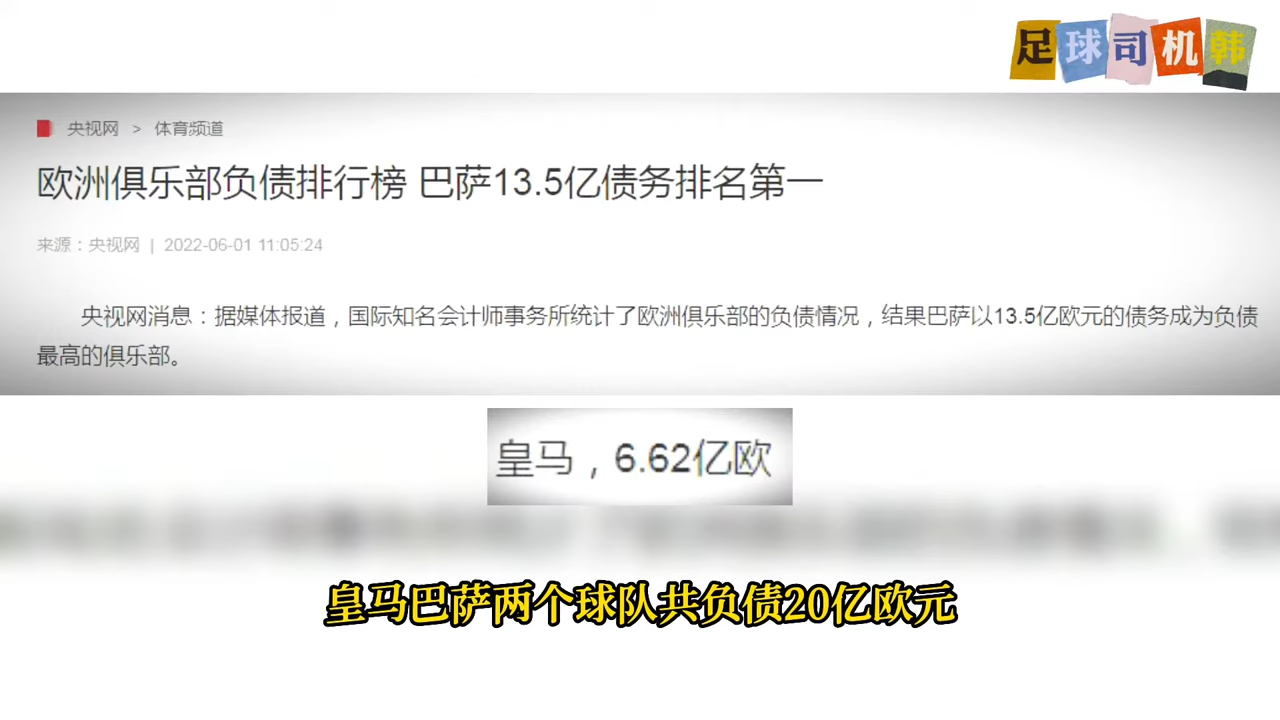 足球司机韩
央视网 > 体育频道
欧洲俱乐部负债排行榜 巴萨13.5亿债务排名第一
来源：央视网 | 2022-06-01 11:05:24
央视网消息：据媒体报道，国际知名会计师事务所统计了欧洲俱乐部的负债情况，结果巴萨以13.5亿欧元的债务成为负债
最高的俱乐部。
皇马，6.62亿欧
皇马巴萨两个球队共负债20亿欧元